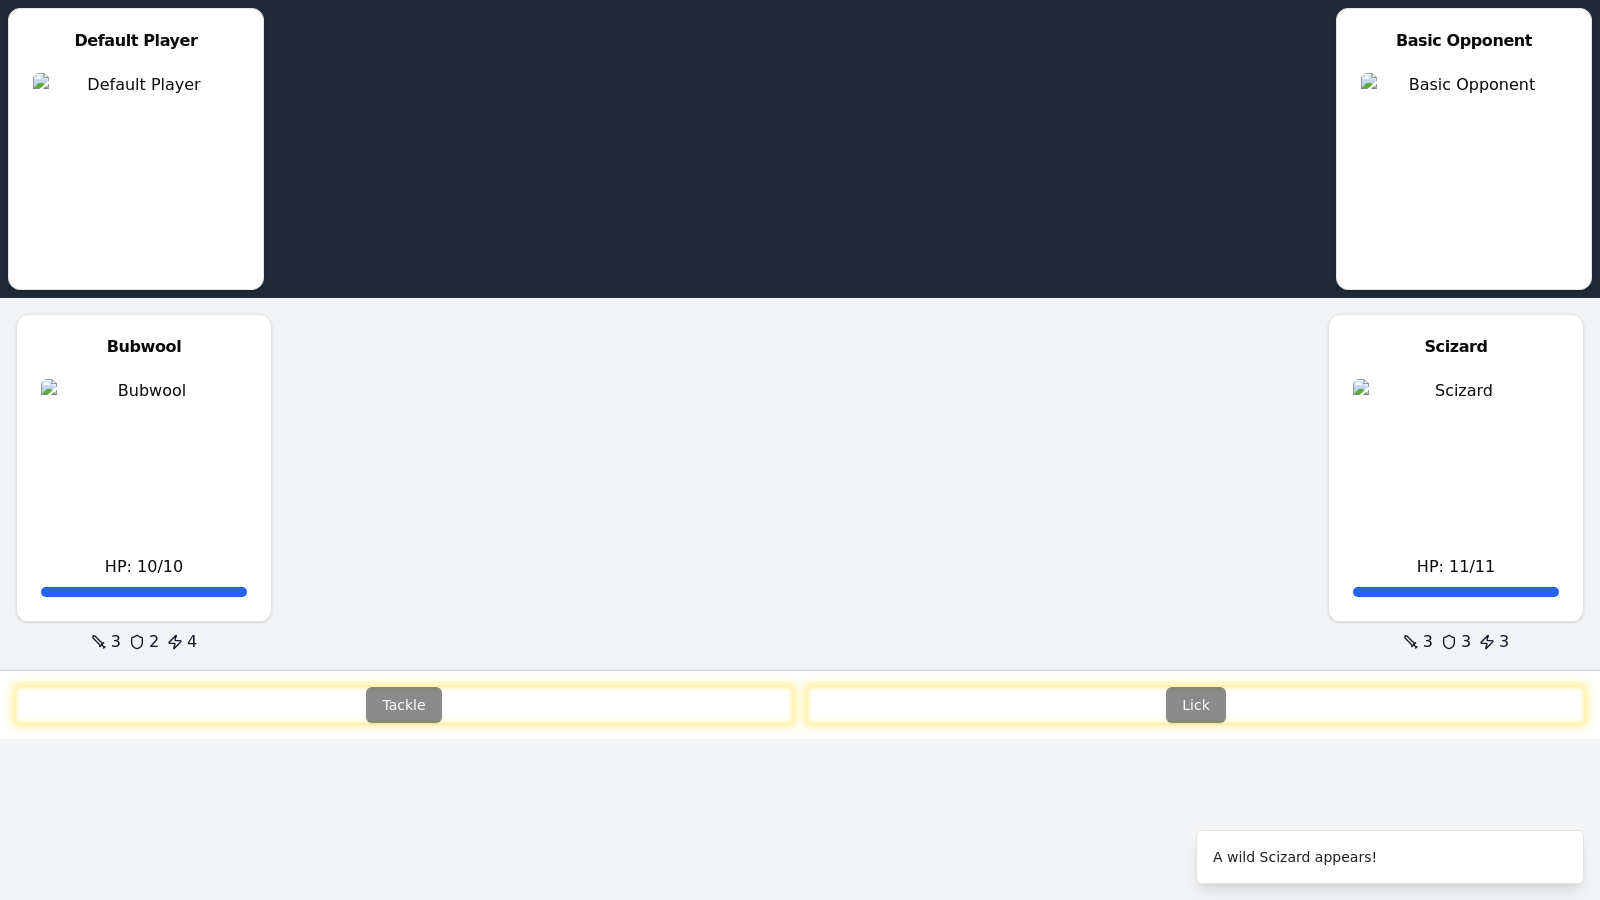 Default Player
Default Player
Basic Opponent
Basic Opponent
Bubwool
Bubwool
HP: 10/10
3 2 4
Scizard
Scizard
HP: 11/11
3 3 3
Tackle
Lick
A wild Scizard appears!